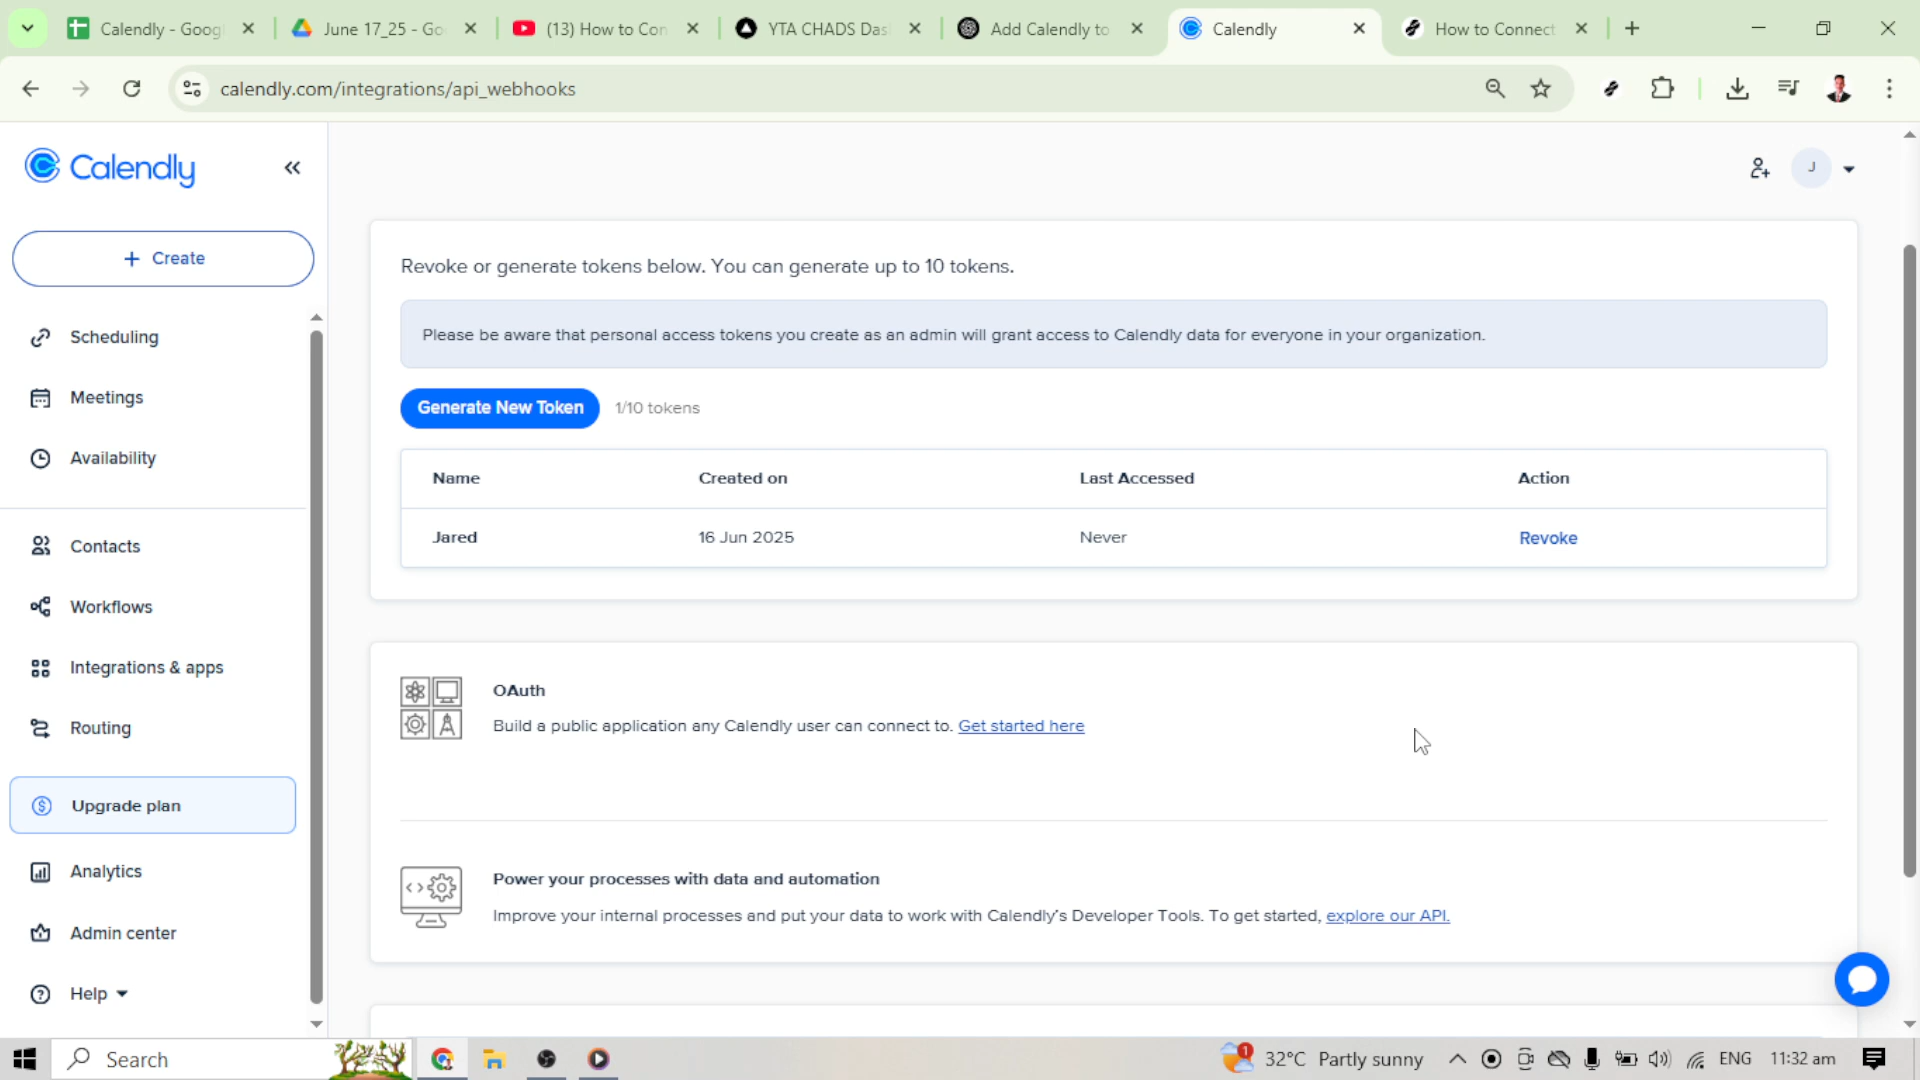 Calendly - Goog
June 17_25 - Go
(13) How to Con
YTA CHADS Das
Add Calendly to
Calendly
How to Connect
calendly.com/integrations/api_webhooks
Calendly
J
+ Create
Scheduling
Meetings
Availability
Contacts
Workflows
Integrations & apps
Routing
Upgrade plan
Analytics
Admin center
Help
Revoke or generate tokens below. You can generate up to 10 tokens.
Please be aware that personal access tokens you create as an admin will grant access to Calendly data for everyone in your organization.
Generate New Token 1/10 tokens
Name Created on Last Accessed Action
Jared 16 Jun 2025 Never Revoke
OAuth
Build a public application any Calendly user can connect to. Get started here
Power your processes with data and automation
Improve your internal processes and put your data to work with Calendly's Developer Tools. To get started, explore our API.
Search
1 32°C Partly sunny ENG 11:32 am